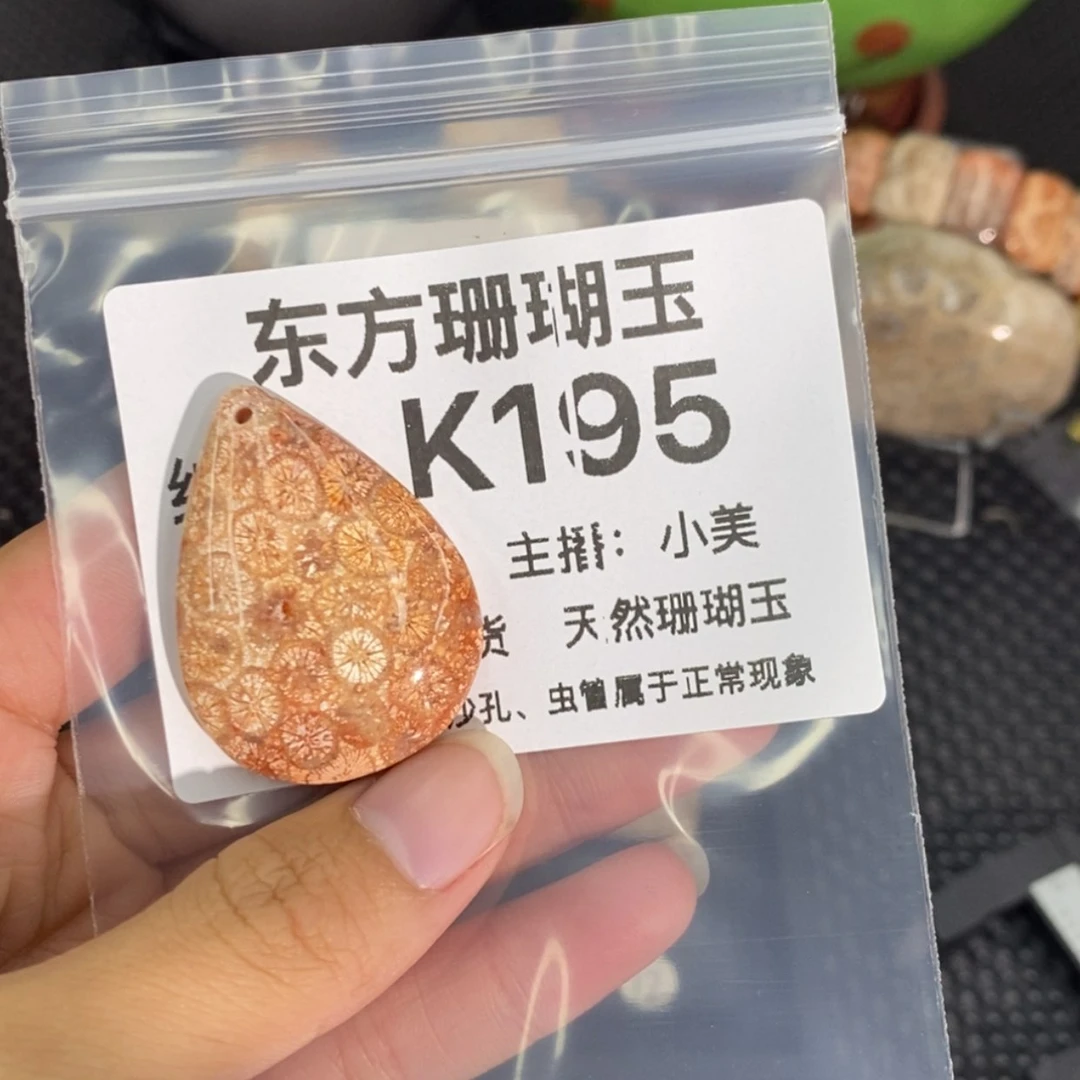 东方珊瑚玉
K195
主播：小美
货 天然珊瑚玉
孔、虫管属于正常现象